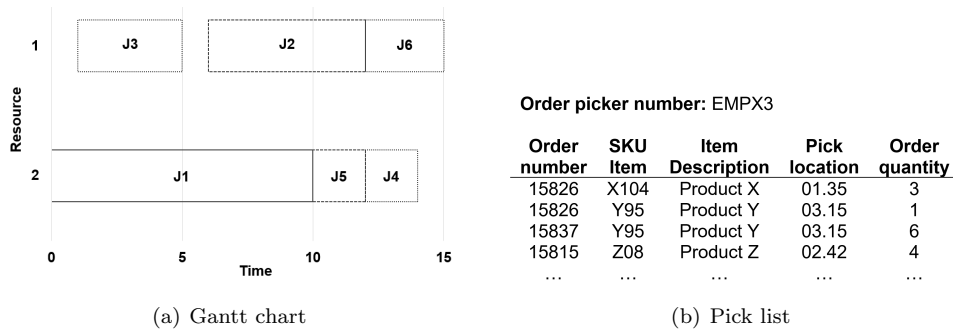 1
J3
J2
J6
Resource
2
J1
J5
J4
0
5
10
15
Time
(a) Gantt chart
Order picker number: EMPX3
Order number SKU Item Item Description Pick location Order quantity
15826 X104 Product X 01.35 3
15826 Y95 Product Y 03.15 1
15837 Y95 Product Y 03.15 6
15815 Z08 Product Z 02.42 4
... ... ... ... ...
(b) Pick list